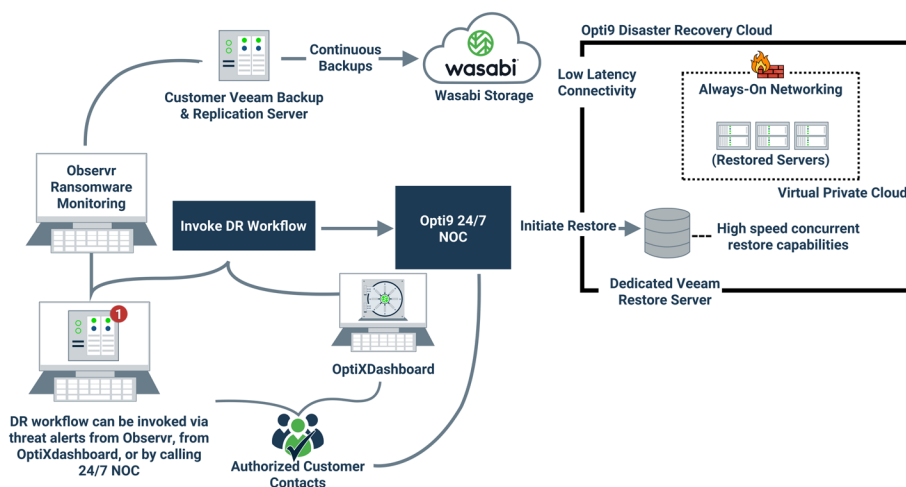 Opti9 Disaster Recovery Cloud
Continuous
Backups
wasabi
Wasabi Storage
Customer Veeam Backup
& Replication Server
Low Latency
Connectivity
Always-On Networking
(Restored Servers)
Virtual Private Cloud
Observr
Ransomware
Monitoring
Invoke DR Workflow
Opti9 24/7
NOC
Initiate Restore
High speed concurrent
restore capabilities
Dedicated Veeam
Restore Server
1
OptiXDashboard
DR workflow can be invoked via
threat alerts from Observr, from
OptiXdashboard, or by calling
24/7 NOC
Authorized Customer
Contacts